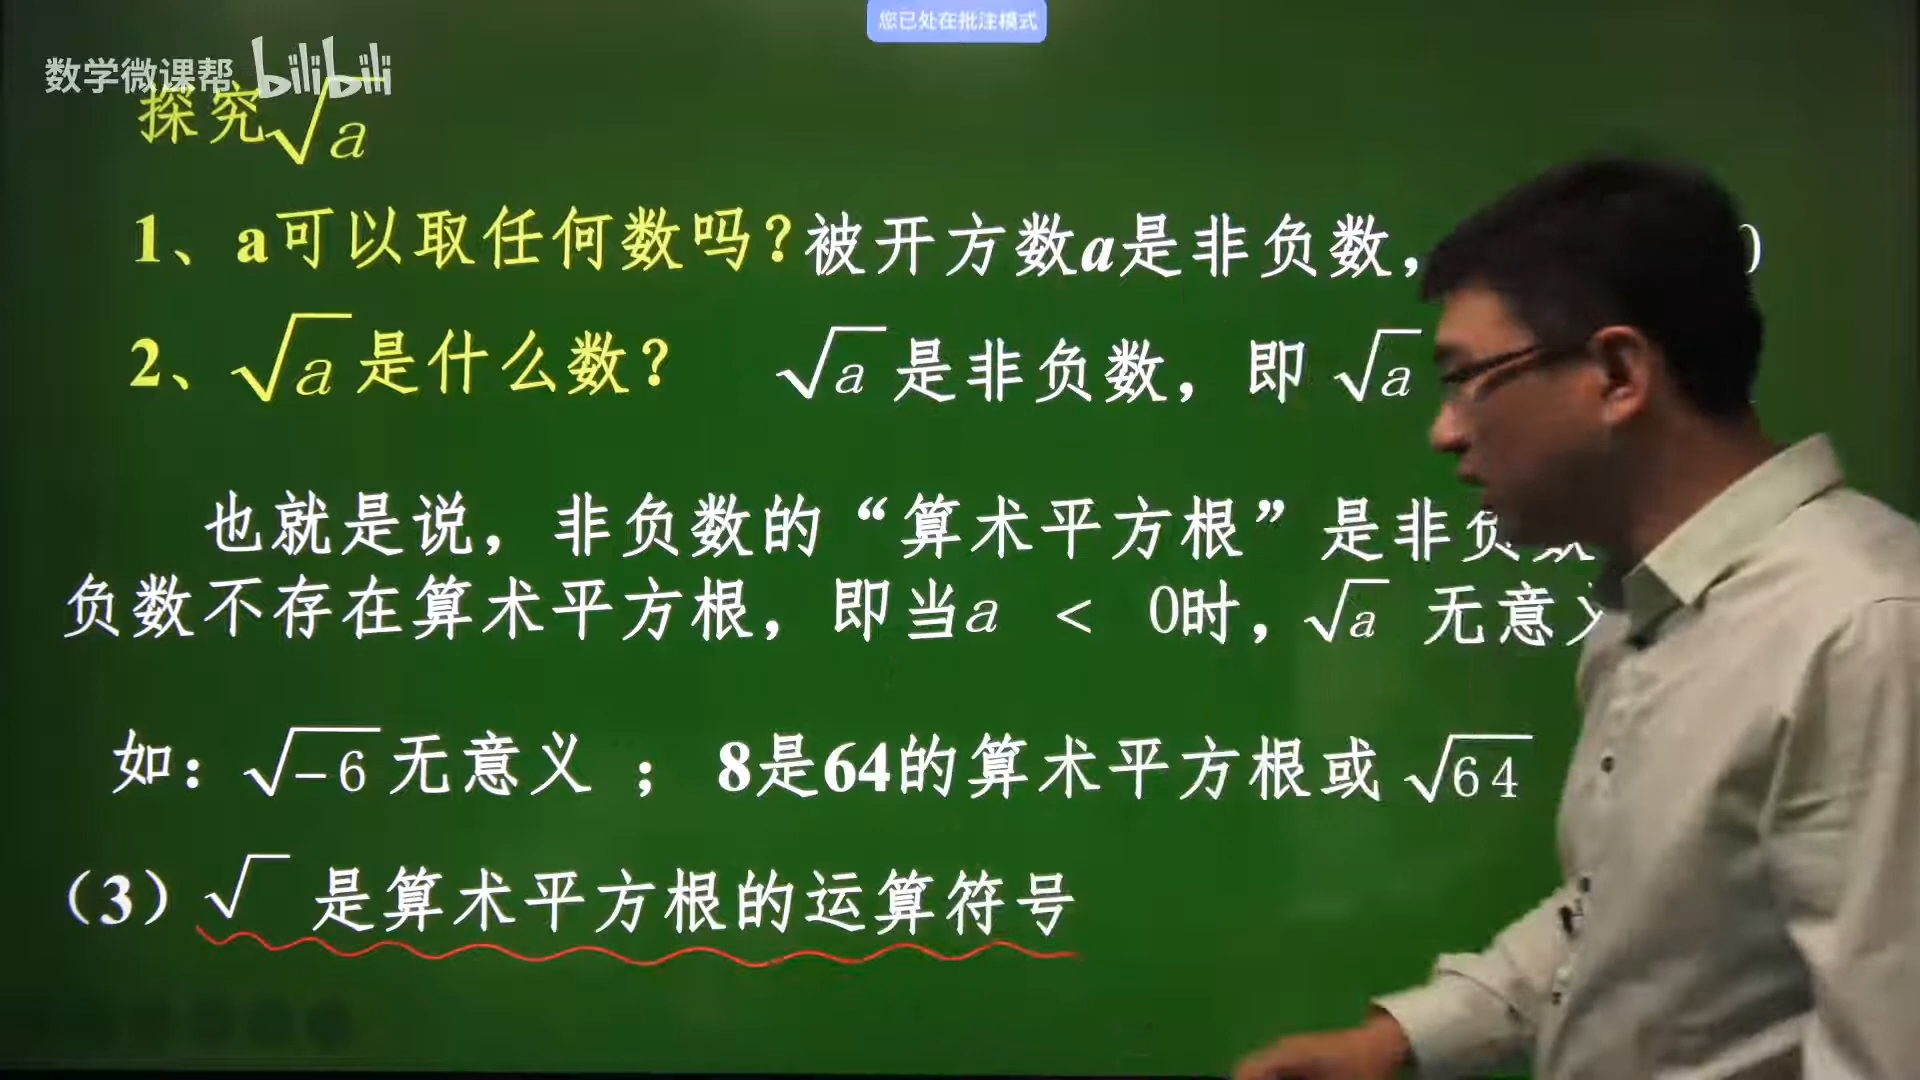 您已处在批注模式
数学微课帮 bilibili
探究√a
1、a可以取任何数吗？被开方数a是非负数，
2、√a是什么数？ √a是非负数，即√a
也就是说，非负数的“算术平方根”是非负
负数不存在算术平方根，即当a < 0时，√a 无意义
如：√-6无意义 ； 8是64的算术平方根或 √64
（3）√ 是算术平方根的运算符号